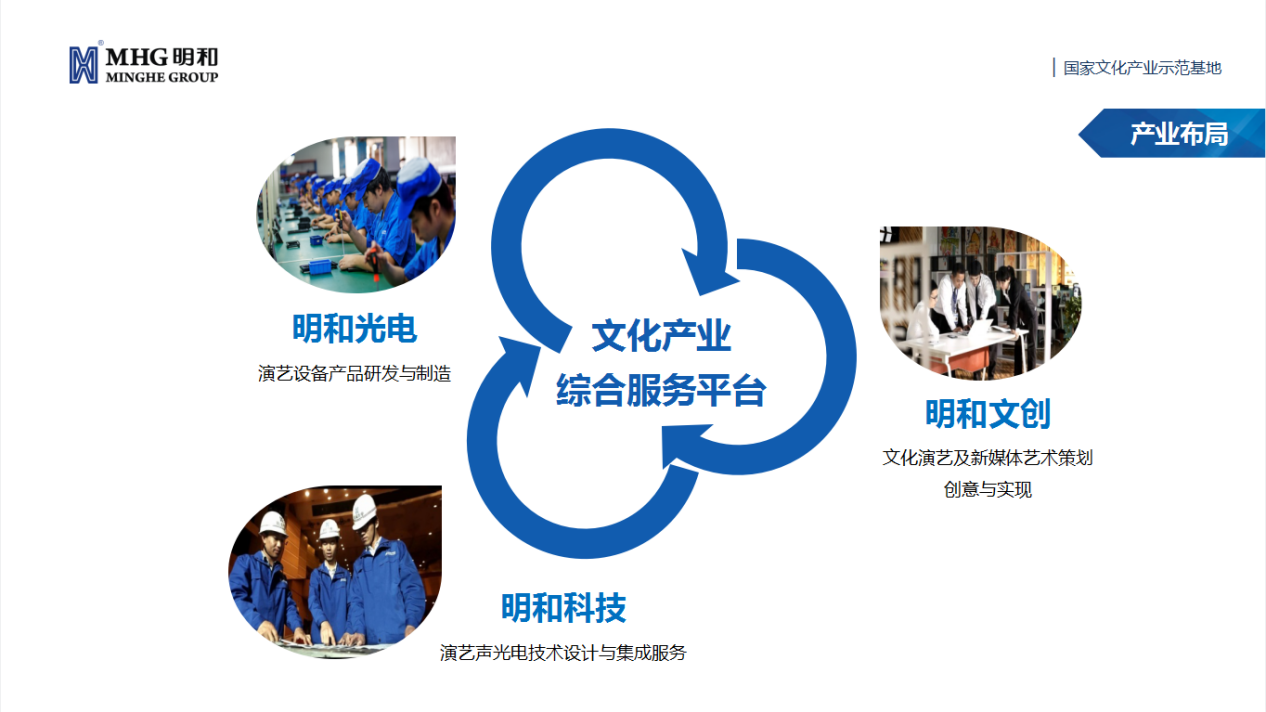 MHG 明和
MINGHE GROUP
国家文化产业示范基地
产业布局
明和光电
演艺设备产品研发与制造
文化产业
综合服务平台
明和文创
文化演艺及新媒体艺术策划
创意与实现
明和科技
演艺声光电技术设计与集成服务